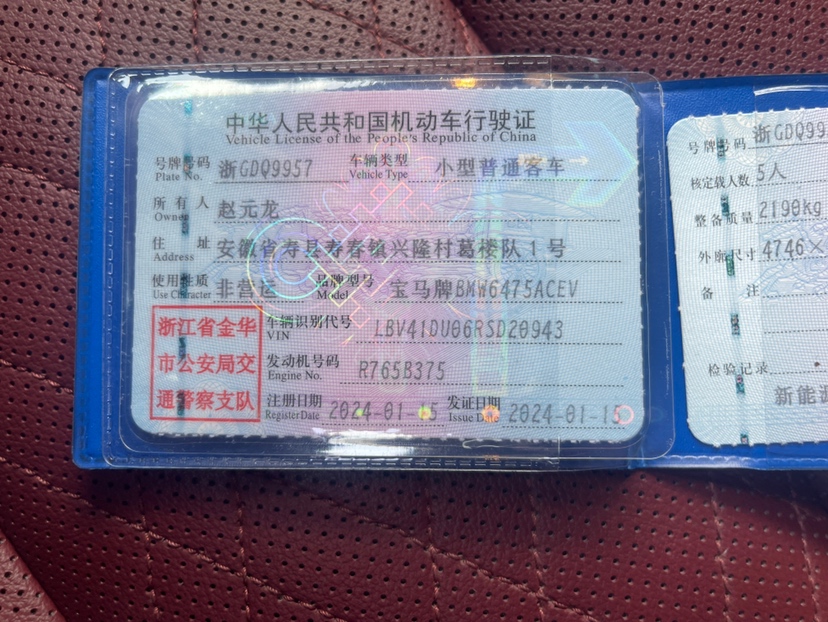 中华人民共和国机动车行驶证
Vehicle License of the People's Republic of China
号牌号码 浙GDQ9957 车辆类型 小型普通客车
Plate No. Vehicle Type
所有人 赵元龙
Owner
住址 安徽省寿县寿春镇兴隆村葛楼队1号
Address
使用性质 非营运 品牌型号 宝马牌BMW6475ACEV
Use Character Model
浙江省金华
市公安局交
通警察支队
车辆识别代号 LBV41DU06RSD20943
VIN
发动机号码 R765B375
Engine No.
注册日期 2024-01-15 发证日期 2024-01-15
Register Date Issue Date
号牌号码 浙GDQ99
核定载人数 5人
整备质量 2190kg
外廓尺寸 4746×
备注
检验记录
新能源